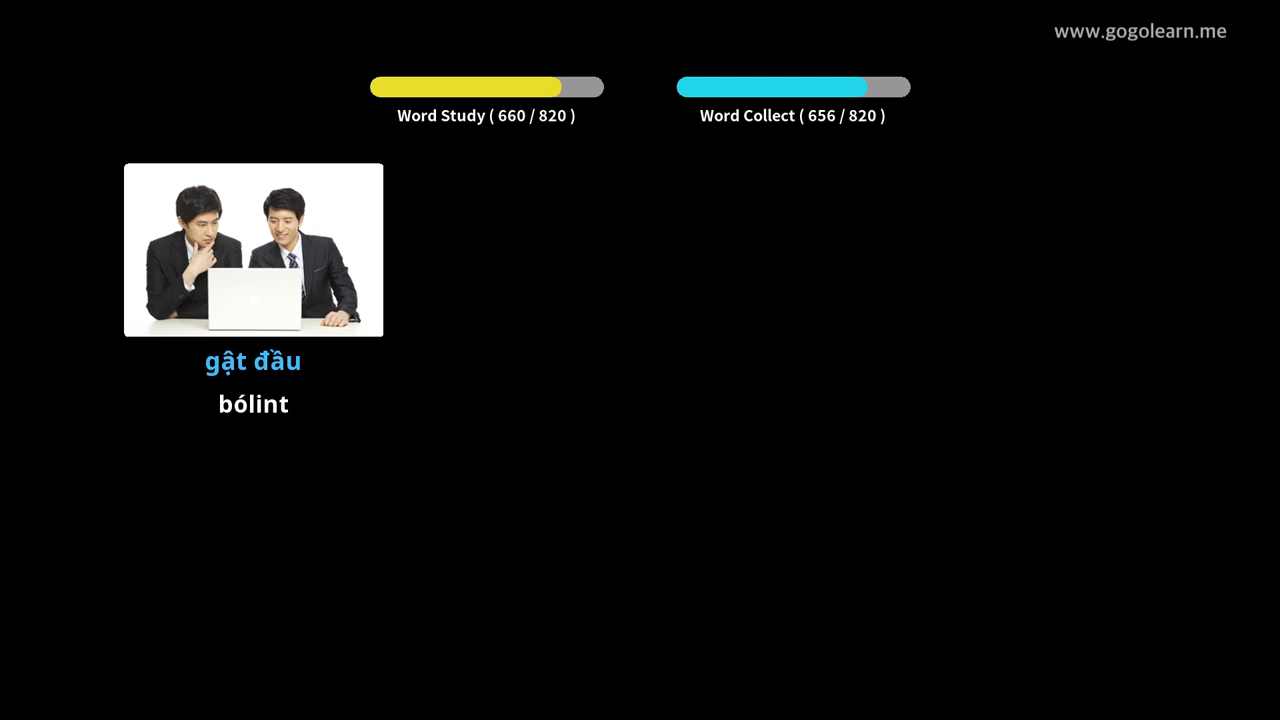 www.gogolearn.me
Word Study ( 660 / 820 )
Word Collect ( 656 / 820 )
gật đầu
bólint